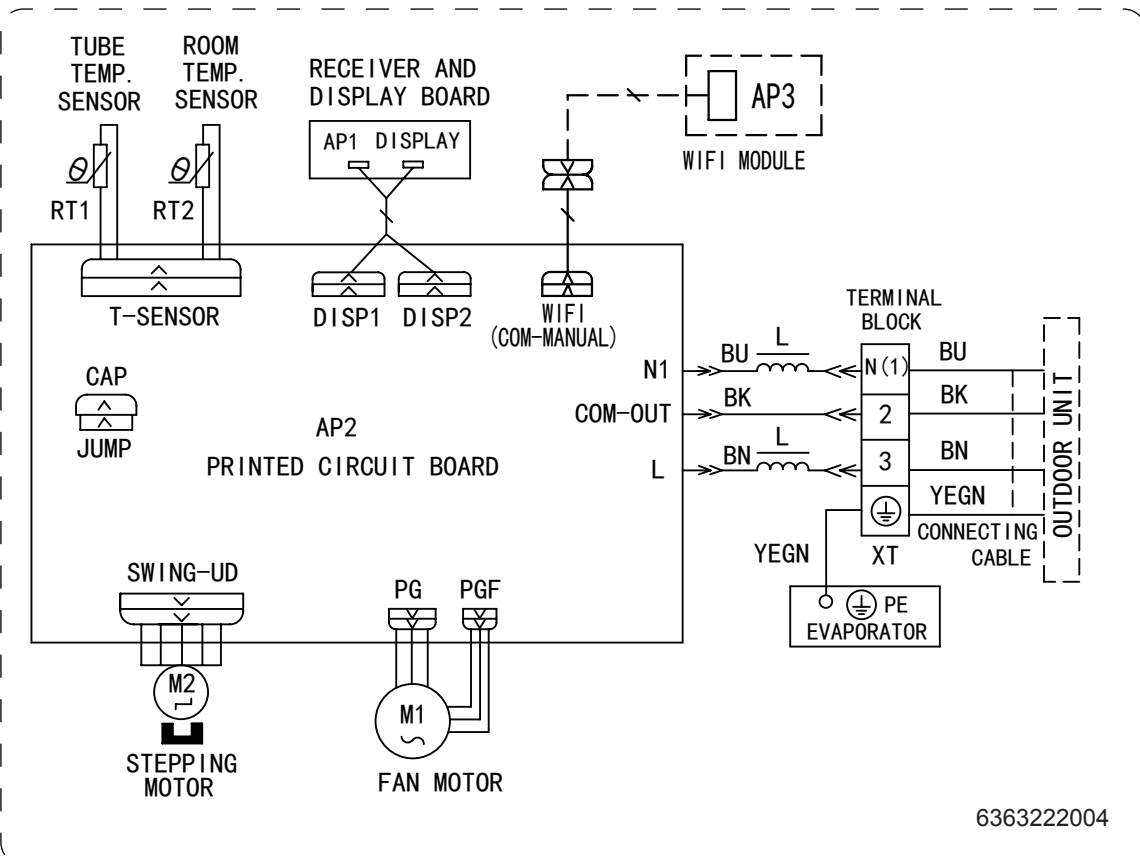 TUBE
TEMP.
SENSOR
ROOM
TEMP.
SENSOR
RECEIVER AND
DISPLAY BOARD
AP1 DISPLAY
AP3
WIFI MODULE
θ
RT1
θ
RT2
T-SENSOR
DISP1
DISP2
WIFI
(COM-MANUAL)
TERMINAL
BLOCK
CAP
JUMP
AP2
PRINTED CIRCUIT BOARD
N1
BU
L
N(1)
BU
COM-OUT
BK
2
BK
L
BN
L
3
BN
YEGN
CONNECTING
CABLE
OUTDOOR UNIT
XT
YEGN
PE
EVAPORATOR
SWING-UD
M2
STEPPING
MOTOR
PG
PGF
M1
FAN MOTOR
6363222004